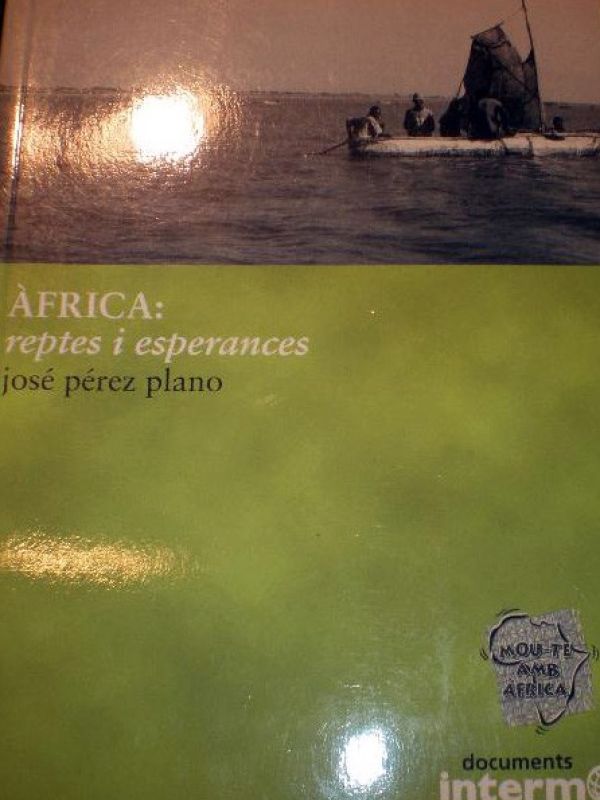 ÀFRICA:
reptes i esperances
josé pérez plano
MOU-TE
AMB
ÀFRICA
documents
interm